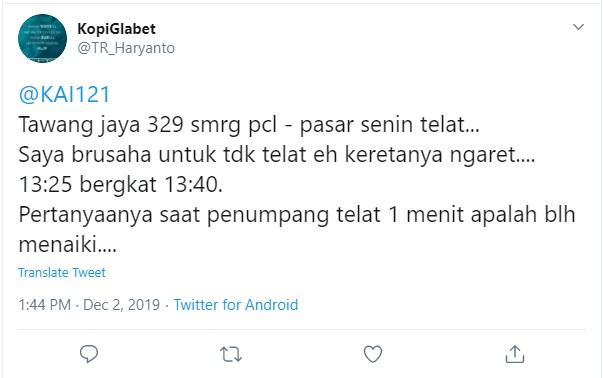 KopiGlabet
@TR_Haryanto
@KAI121
Tawang jaya 329 smrg pcl - pasar senin telat...
Saya brusaha untuk tdk telat eh keretanya ngaret....
13:25 bergkat 13:40.
Pertanyaanya saat penumpang telat 1 menit apalah blh
menaiki....
Translate Tweet
1:44 PM · Dec 2, 2019 · Twitter for Android